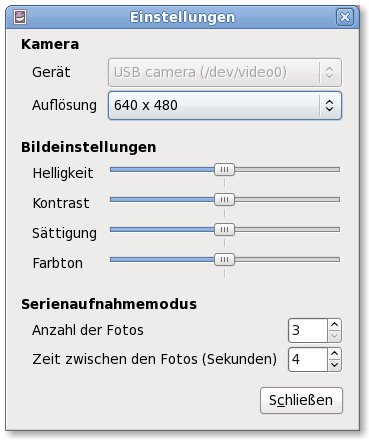 Einstellungen
Kamera
Gerät USB camera (/dev/video0)
Auflösung 640 x 480
Bildeinstellungen
Helligkeit
Kontrast
Sättigung
Farbton
Serienaufnahmemodus
Anzahl der Fotos 3
Zeit zwischen den Fotos (Sekunden) 4
Schließen